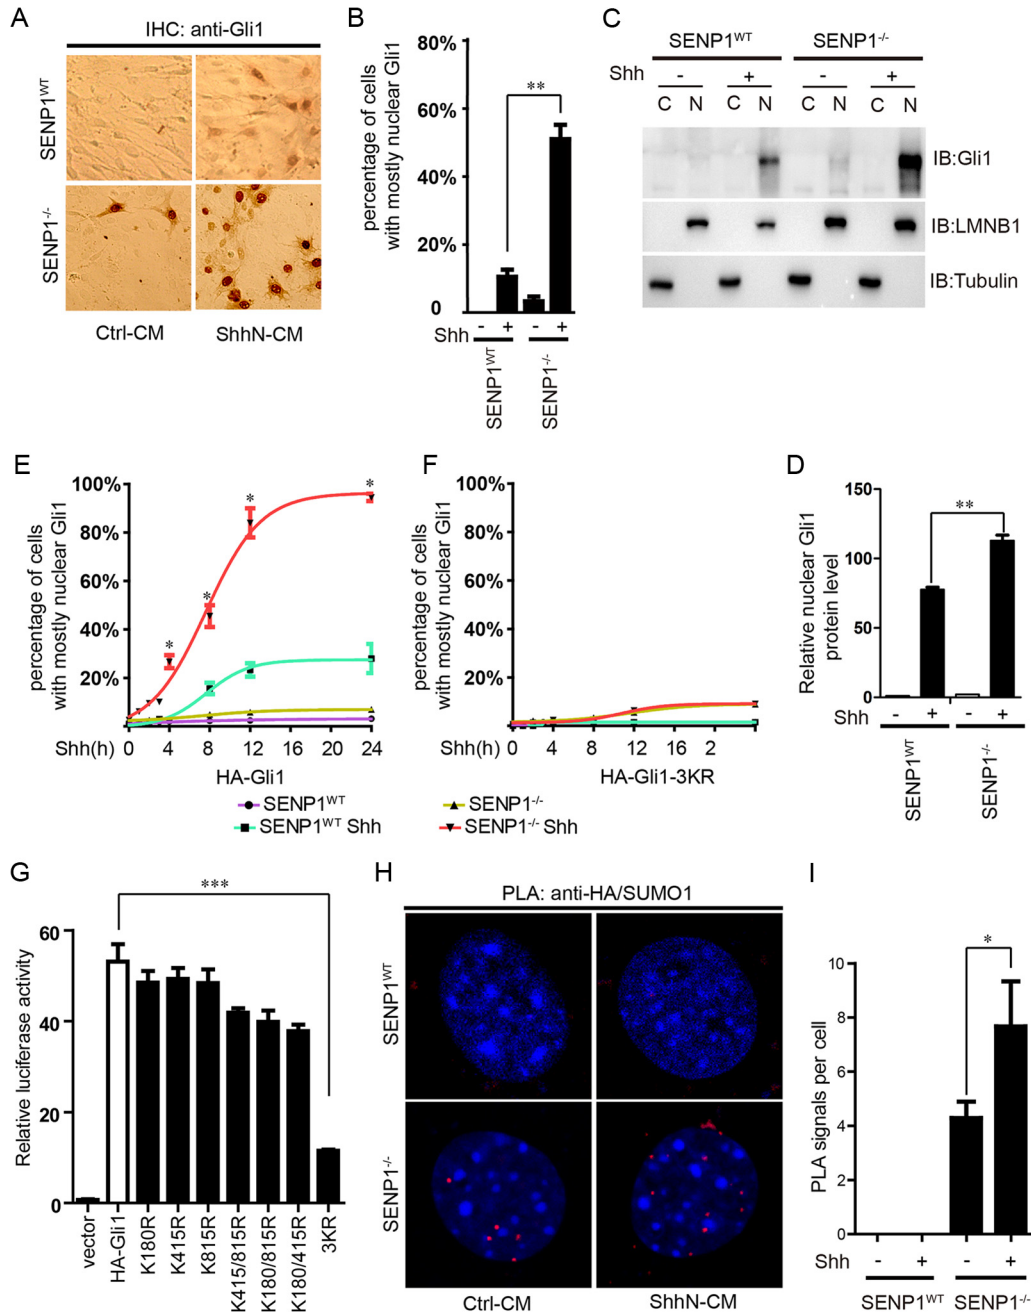 A
IHC: anti-Gli1
SENP1WT
SENP1-/-
Ctrl-CM
ShhN-CM
B
percentage of cells
with mostly nuclear Gli1
80%
60%
40%
20%
0
**
Shh
- + - +
SENP1WT
SENP1-/-
C
SENP1WT SENP1-/-
Shh - + - +
C N C N C N C N
IB:Gli1
IB:LMNB1
IB:Tubulin
E
percentage of cells
with mostly nuclear Gli1
100%
80%
60%
40%
20%
* * * *
Shh(h) 0 4 8 12 16 20 24
HA-Gli1
F
percentage of cells
with mostly nuclear Gli1
100%
80%
60%
40%
20%
0 4 8 12 16 2 24
HA-Gli1-3KR
SENP1WT
SENP1-/-
SENP1WT Shh
SENP1-/- Shh
D
Relative nuclear Gli1
protein level
150
100
50
0
**
Shh - + - +
SENP1WT
SENP1-/-
G
Relative luciferase activity
60
40
20
0
***
vector
HA-Gli1
K180R
K415R
K815R
K415/815R
K180/815R
K180/415R
3KR
H
PLA: anti-HA/SUMO1
SENP1WT
SENP1-/-
Ctrl-CM
ShhN-CM
I
PLA signals per cell
10
8
6
4
2
0
*
Shh - + - +
SENP1WT SENP1-/-